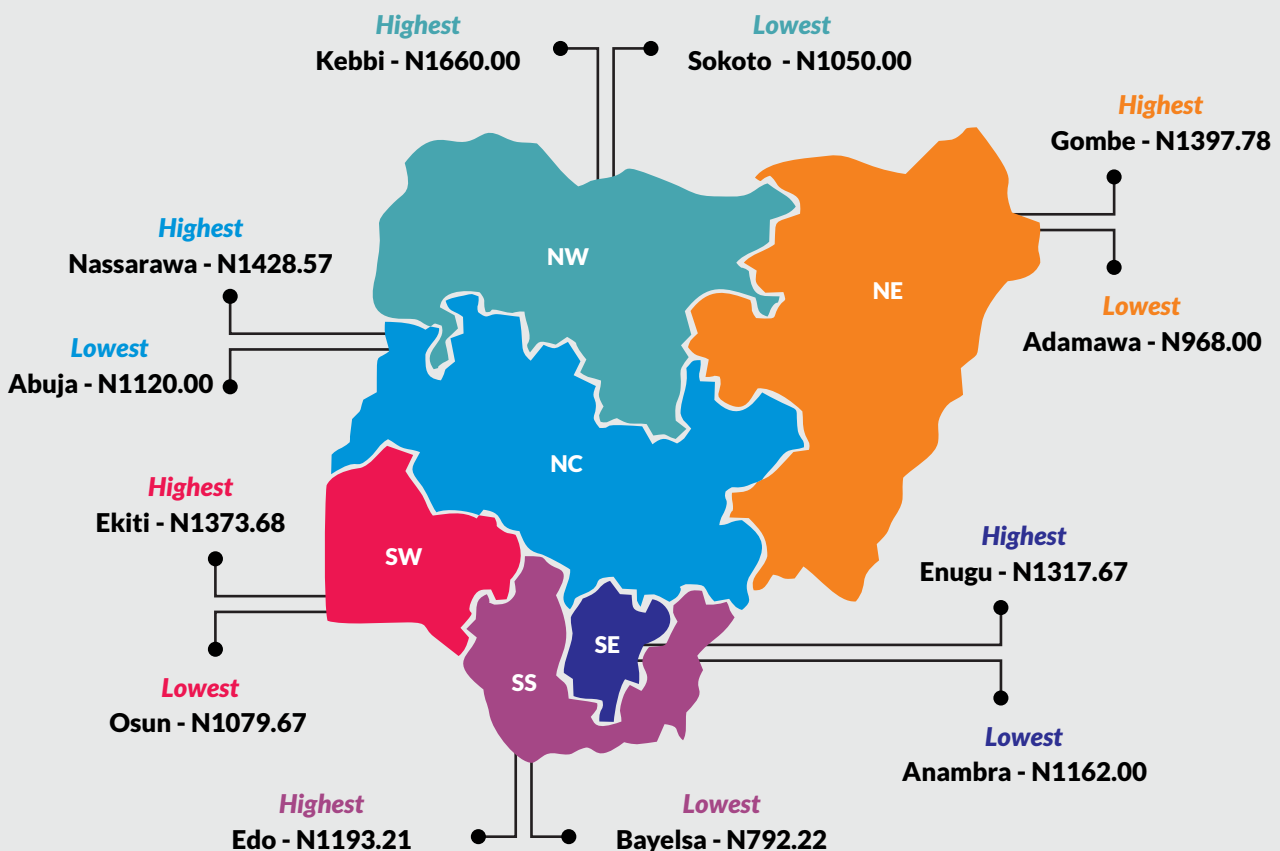 Highest
Kebbi - N1660.00
Lowest
Sokoto - N1050.00
Highest
Gombe - N1397.78
Lowest
Adamawa - N968.00
Highest
Nassarawa - N1428.57
Lowest
Abuja - N1120.00
NW
NE
NC
Highest
Ekiti - N1373.68
Lowest
Osun - N1079.67
SW
SE
SS
Highest
Enugu - N1317.67
Lowest
Anambra - N1162.00
Highest
Edo - N1193.21
Lowest
Bayelsa - N792.22